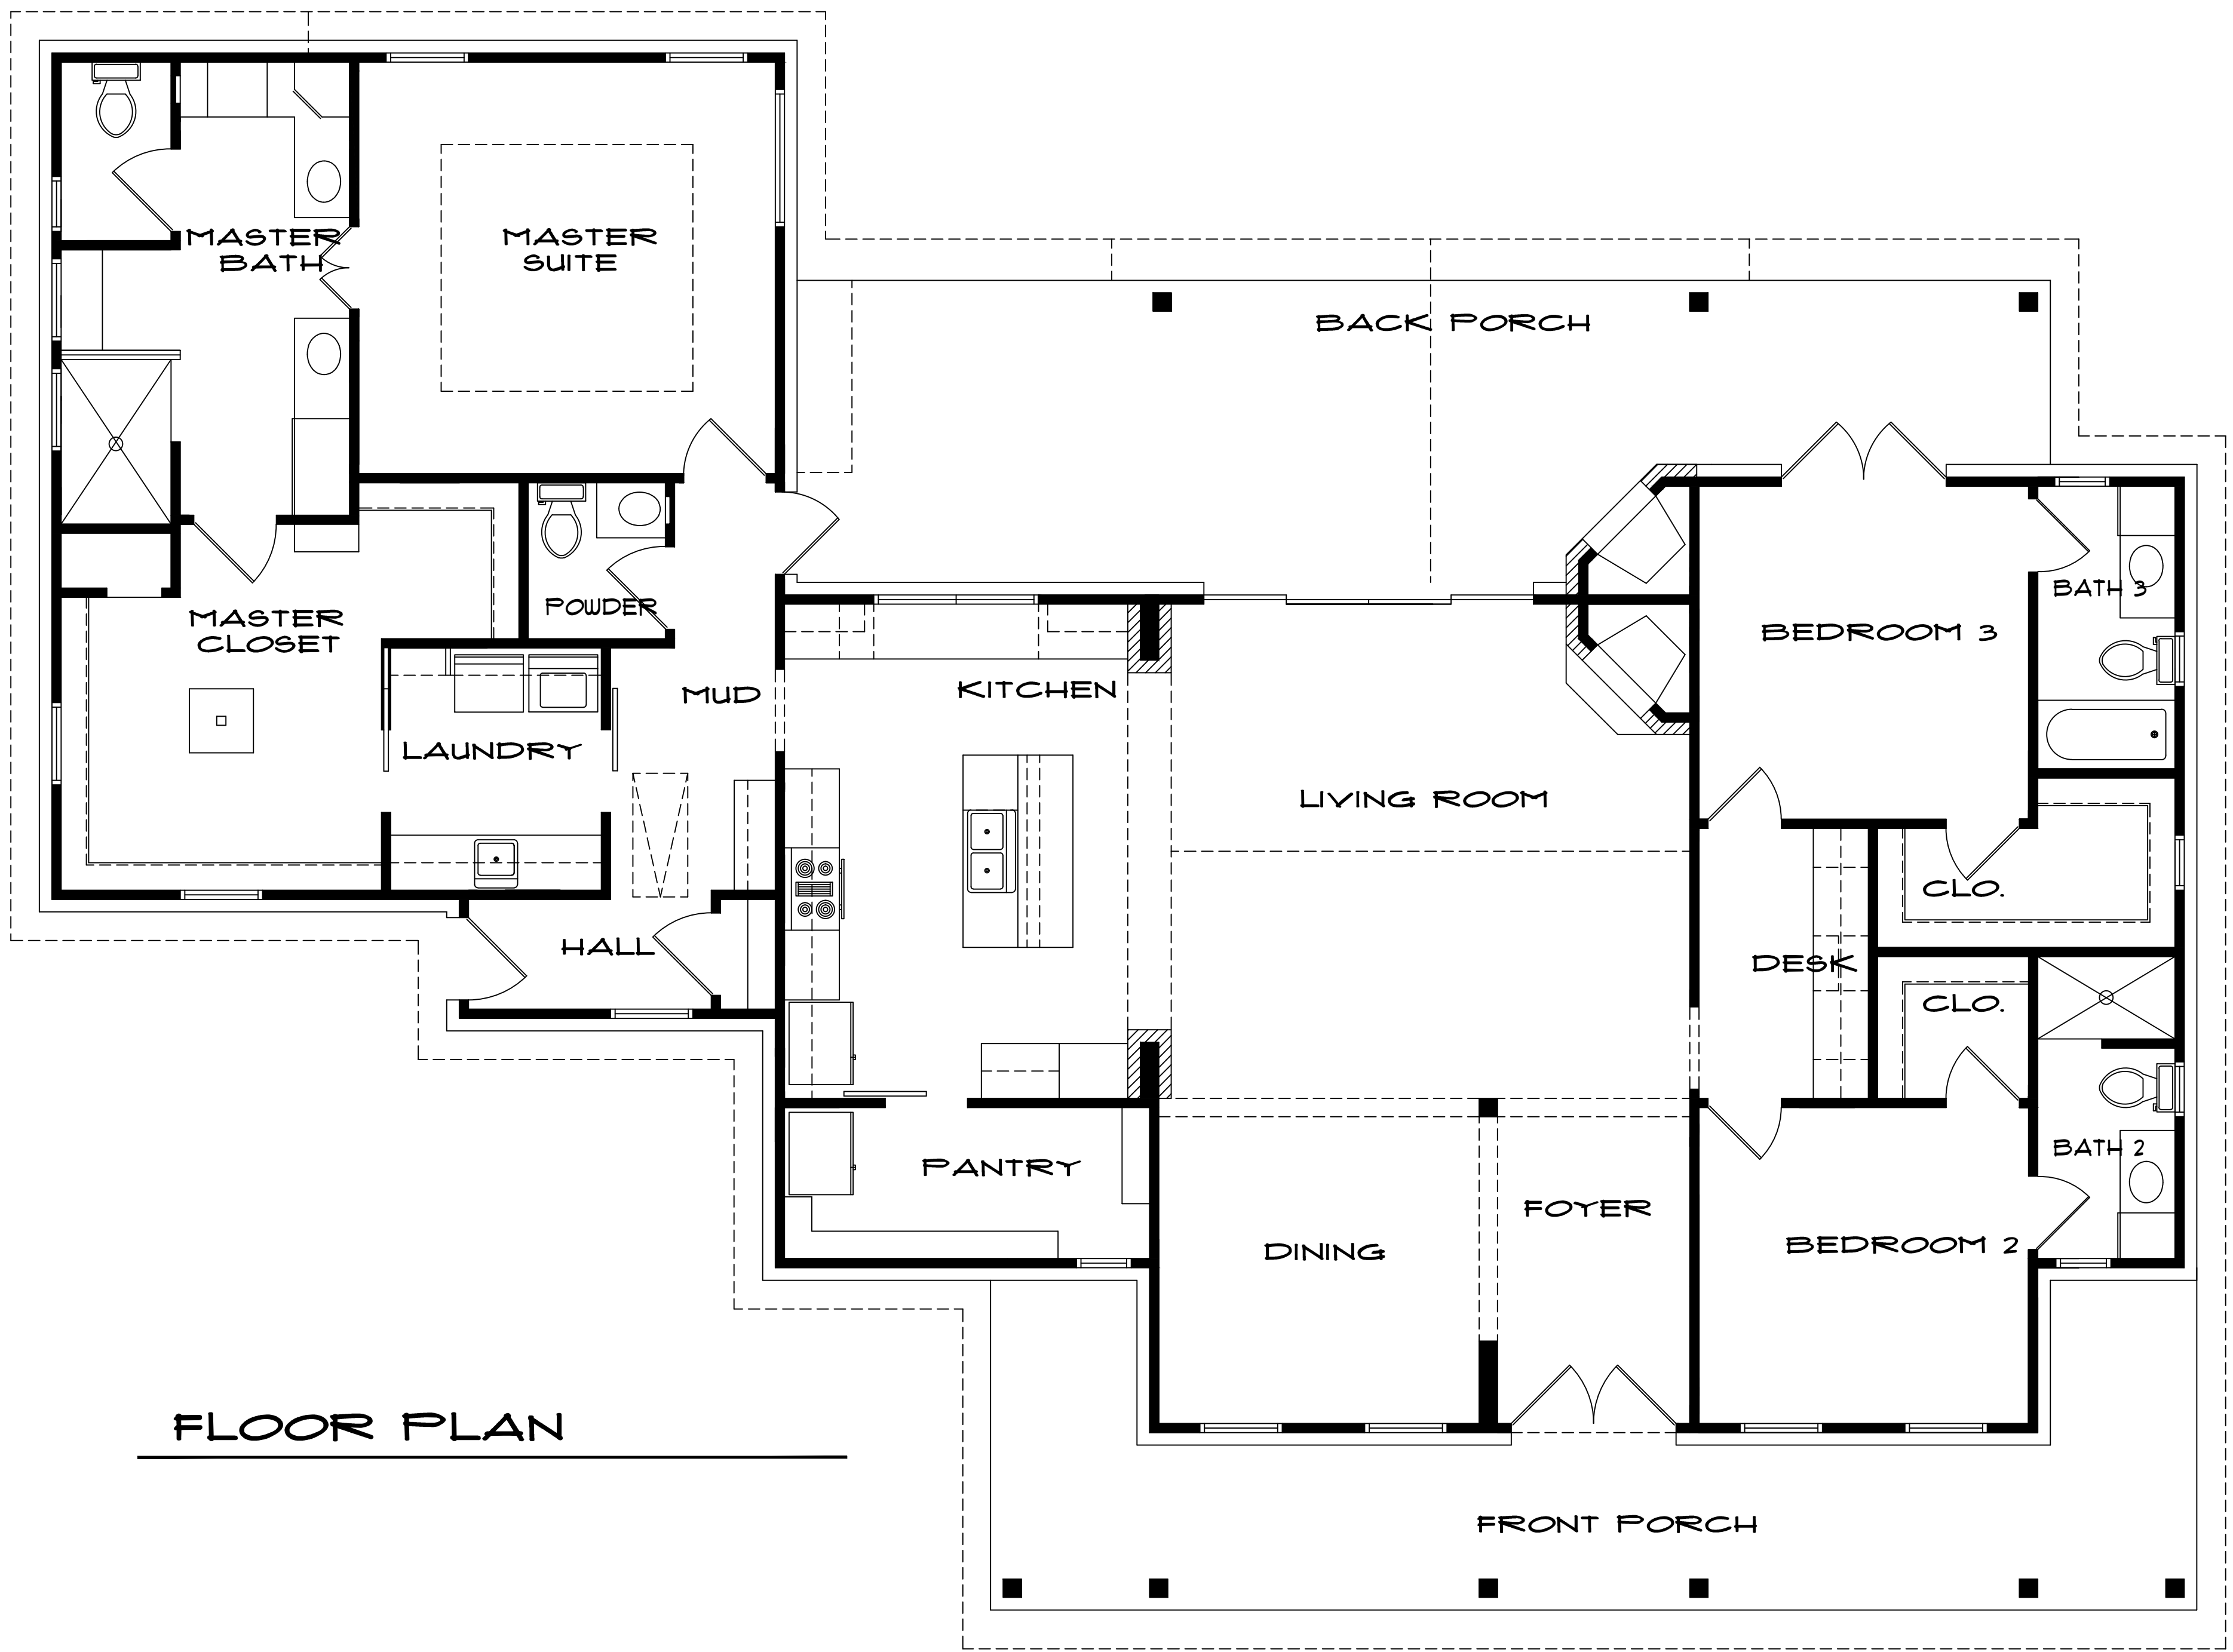 MASTER
BATH
MASTER
SUITE
BACK PORCH
MASTER
CLOSET
POWDER
BATH 3
BEDROOM 3
MUD
KITCHEN
LAUNDRY
LIVING ROOM
CLO.
HALL
DESK
CLO.
PANTRY
BATH 2
FOYER
DINING
BEDROOM 2
FLOOR PLAN
FRONT PORCH